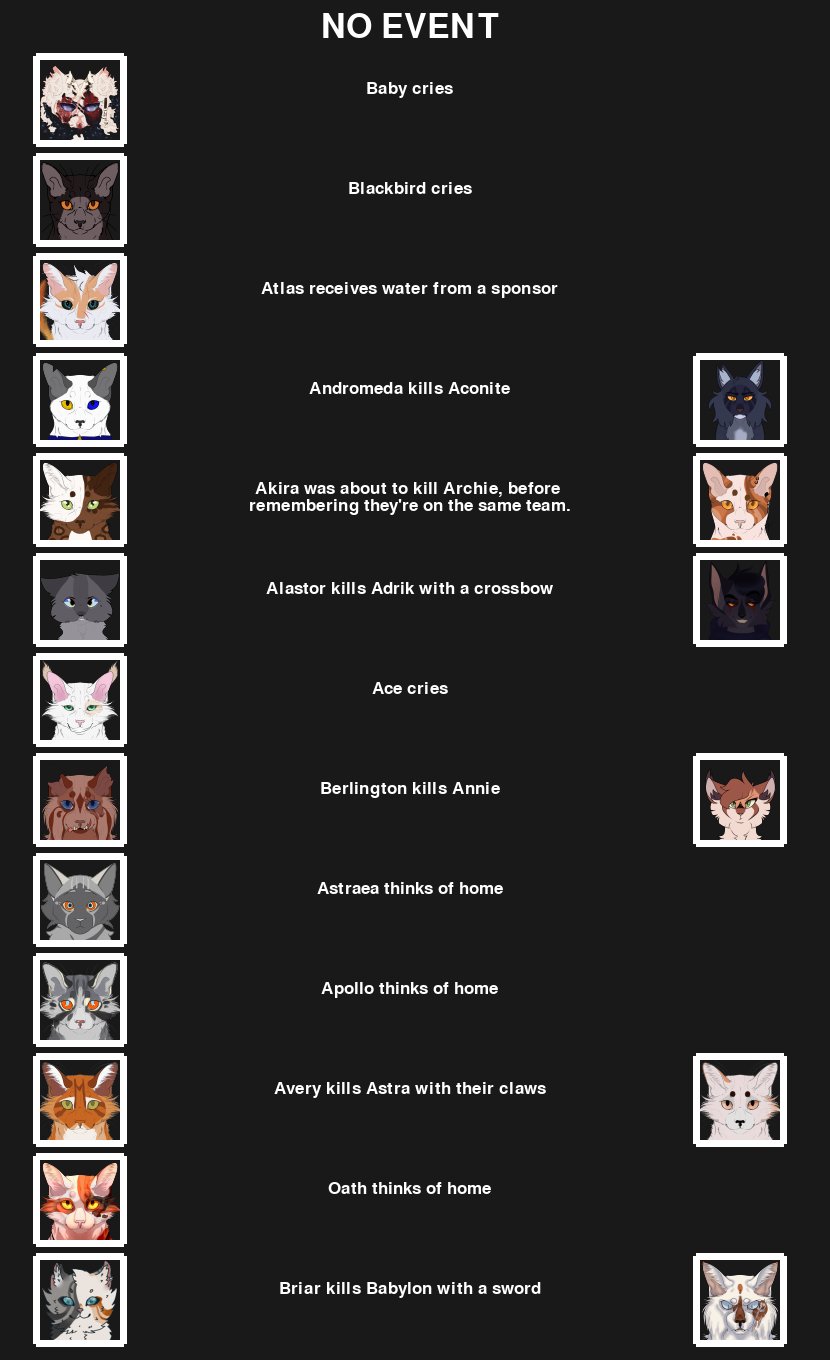 NO EVENT
Baby cries
Blackbird cries
Atlas receives water from a sponsor
Andromeda kills Aconite
Akira was about to kill Archie, before
remembering they're on the same team.
Alastor kills Adrik with a crossbow
Ace cries
Berlington kills Annie
Astraea thinks of home
Apollo thinks of home
Avery kills Astra with their claws
Oath thinks of home
Briar kills Babylon with a sword